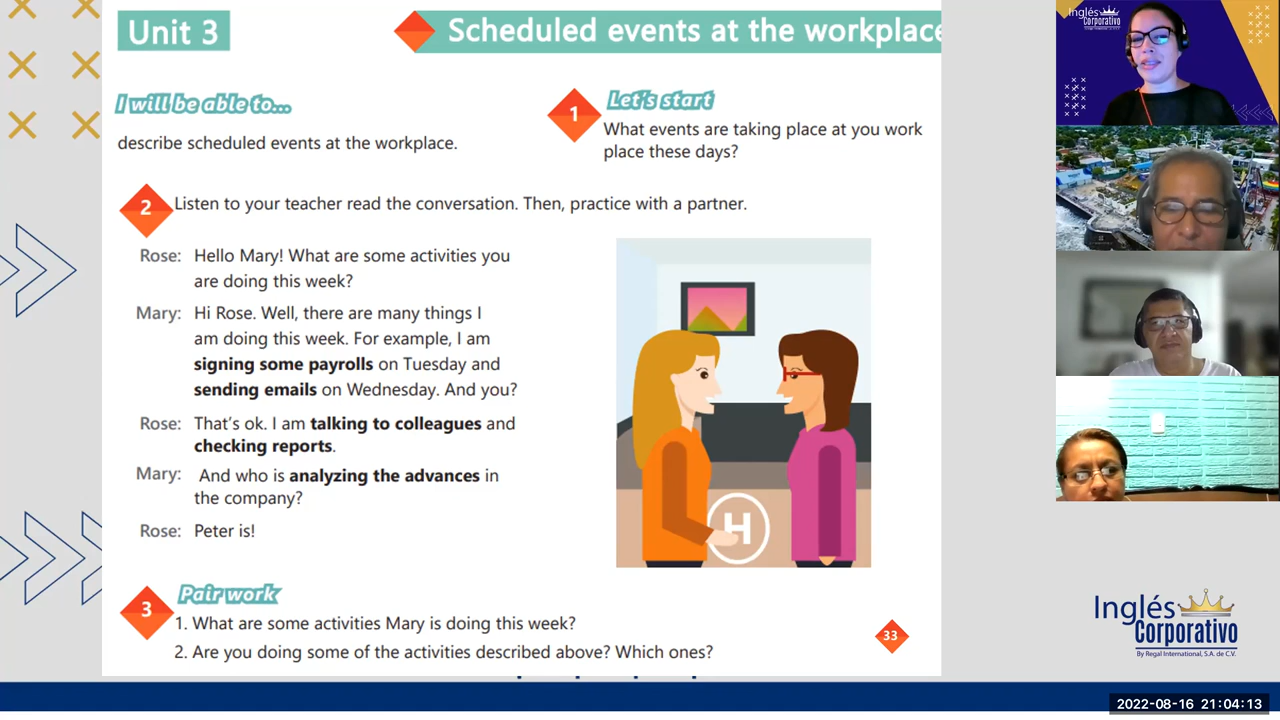 Unit 3
Scheduled events at the workplace
I will be able to...
describe scheduled events at the workplace.
1
Let's start
What events are taking place at you work
place these days?
2
Listen to your teacher read the conversation. Then, practice with a partner.
Rose: Hello Mary! What are some activities you
are doing this week?
Mary: Hi Rose. Well, there are many things I
am doing this week. For example, I am
signing some payrolls on Tuesday and
sending emails on Wednesday. And you?
Rose: That's ok. I am talking to colleagues and
checking reports.
Mary: And who is analyzing the advances in
the company?
Rose: Peter is!
H
3
Pair work
1. What are some activities Mary is doing this week?
2. Are you doing some of the activities described above? Which ones?
33
Inglés
Corporativo
Inglés
Corporativo
By Regal International, S.A. de C.V.
2022-08-16 21:04:13